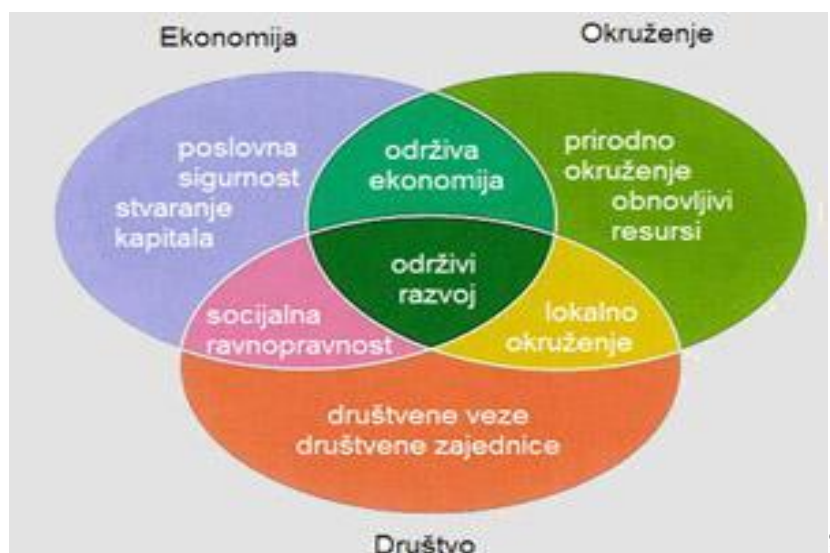 Ekonomija
Okruženje
poslovna
sigurnost
stvaranje
kapitala
održiva
ekonomija
prirodno
okruženje
obnovljivi
resursi
održivi
razvoj
socijalna
ravnopravnost
lokalno
okruženje
društvene veze
društvene zajednice
Društvo